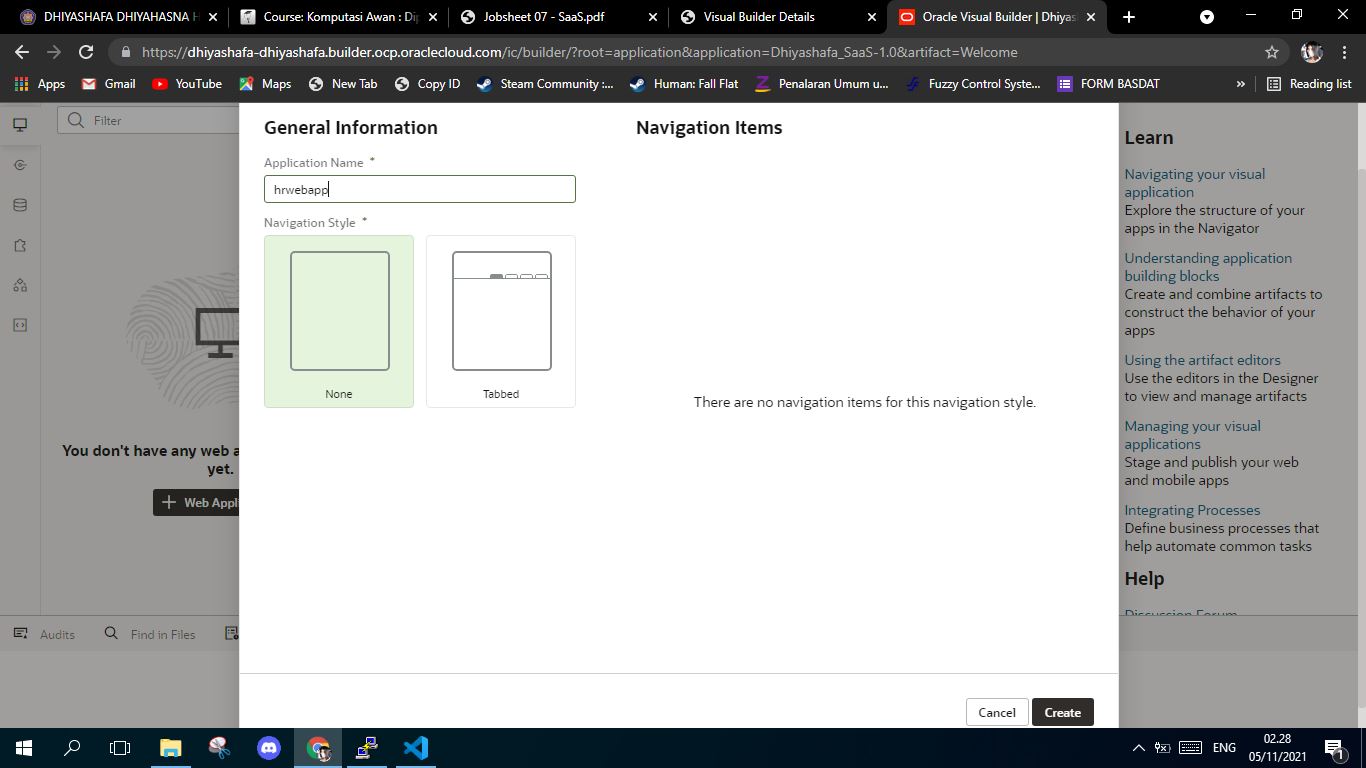 DHIYASHAFA DHIYAHASNA H
Course: Komputasi Awan : Dip
Jobsheet 07 - SaaS.pdf
Visual Builder Details
Oracle Visual Builder | Dhiyash
https://dhiyashafa-dhiyashafa.builder.ocp.oraclecloud.com/ic/builder/?root=application&application=Dhiyashafa_SaaS-1.0&artifact=Welcome
Apps
Gmail
YouTube
Maps
New Tab
Copy ID
Steam Community :...
Human: Fall Flat
Penalaran Umum u...
Fuzzy Control Syste...
FORM BASDAT
»
Reading list
Filter
You don't have any web a
yet.
+ Web Appli
General Information
Application Name *
hrwebapp
Navigation Style *
None
Tabbed
Navigation Items
There are no navigation items for this navigation style.
Cancel
Create
Learn
Navigating your visual
application
Explore the structure of your
apps in the Navigator
Understanding application
building blocks
Create and combine artifacts to
construct the behavior of your
apps
Using the artifact editors
Use the editors in the Designer
to view and manage artifacts
Managing your visual
applications
Stage and publish your web
and mobile apps
Integrating Processes
Define business processes that
help automate common tasks
Help
Discussion Forum
Audits
Find in Files
ENG
02.28
05/11/2021
1